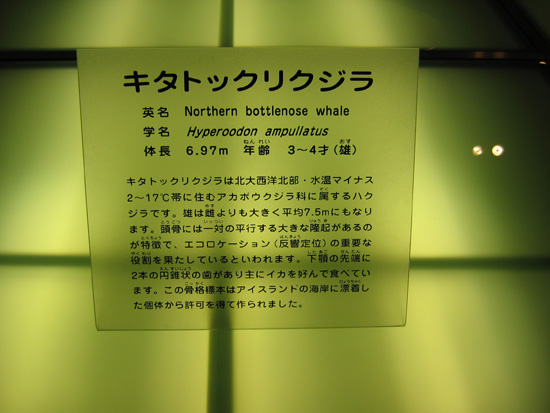 キタトックリクジラ
英名 Northern bottlenose whale
学名 Hyperoodon ampullatus
体長 6.97m 年齢 3〜4才(雄)
キタトックリクジラは北大西洋北部・水温マイナス
2〜17℃帯に住むアカボウクジラ科に属するハク
ジラです。雄は雌よりも大きく平均7.5mにもなり
ます。頭骨には一対の平行する大きな隆起があるの
が特徴で、エコロケーション(反響定位)の重要な
役割を果たしているといわれます。下顎の先端に
2本の円錐状の歯があり主にイカを好んで食べてい
ます。この骨格標本はアイスランドの海岸に漂着し
た個体から許可を得て作られました。